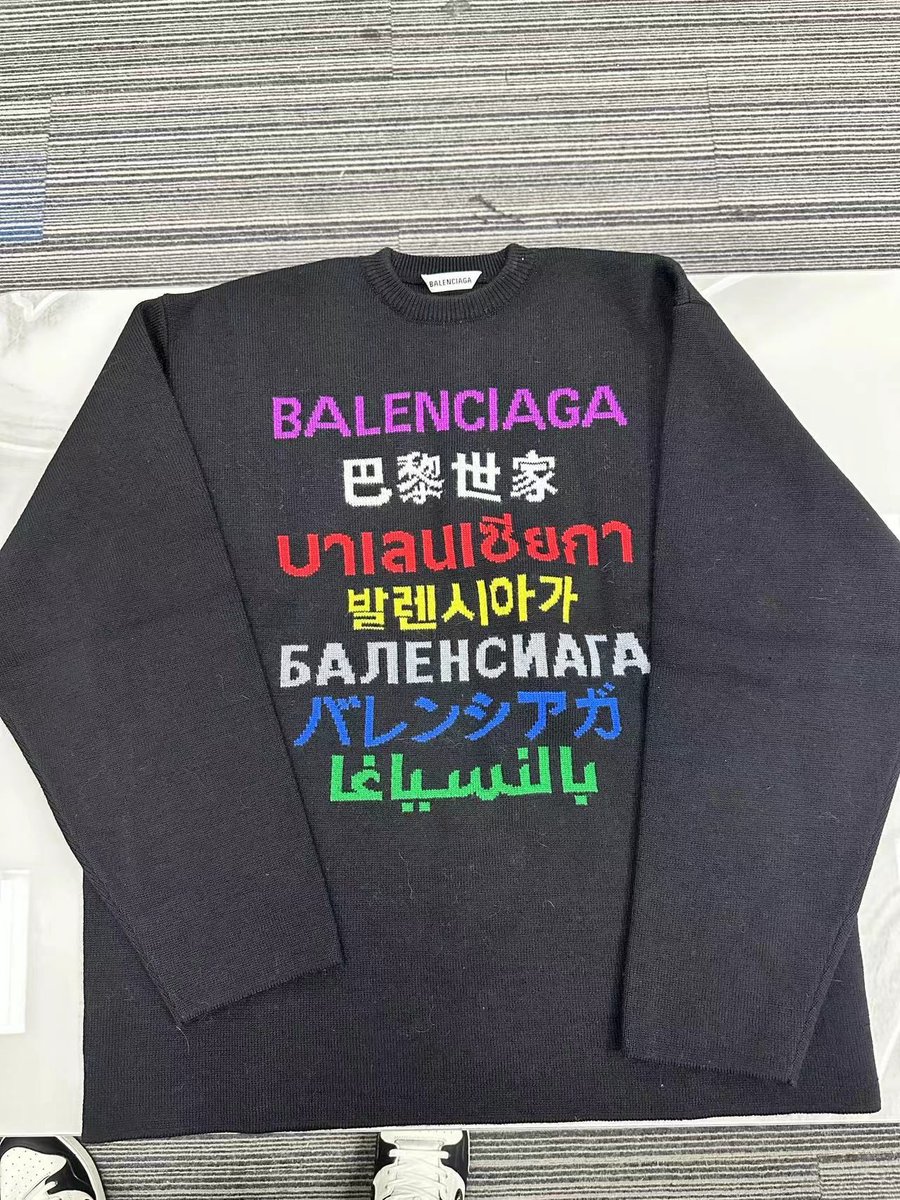 BALENCIAGA
BALENCIAGA
巴黎世家
บาเลนเซียกา
발렌시아가
БАЛЕНСИАГА
バレンシアガ
بالنسياغا